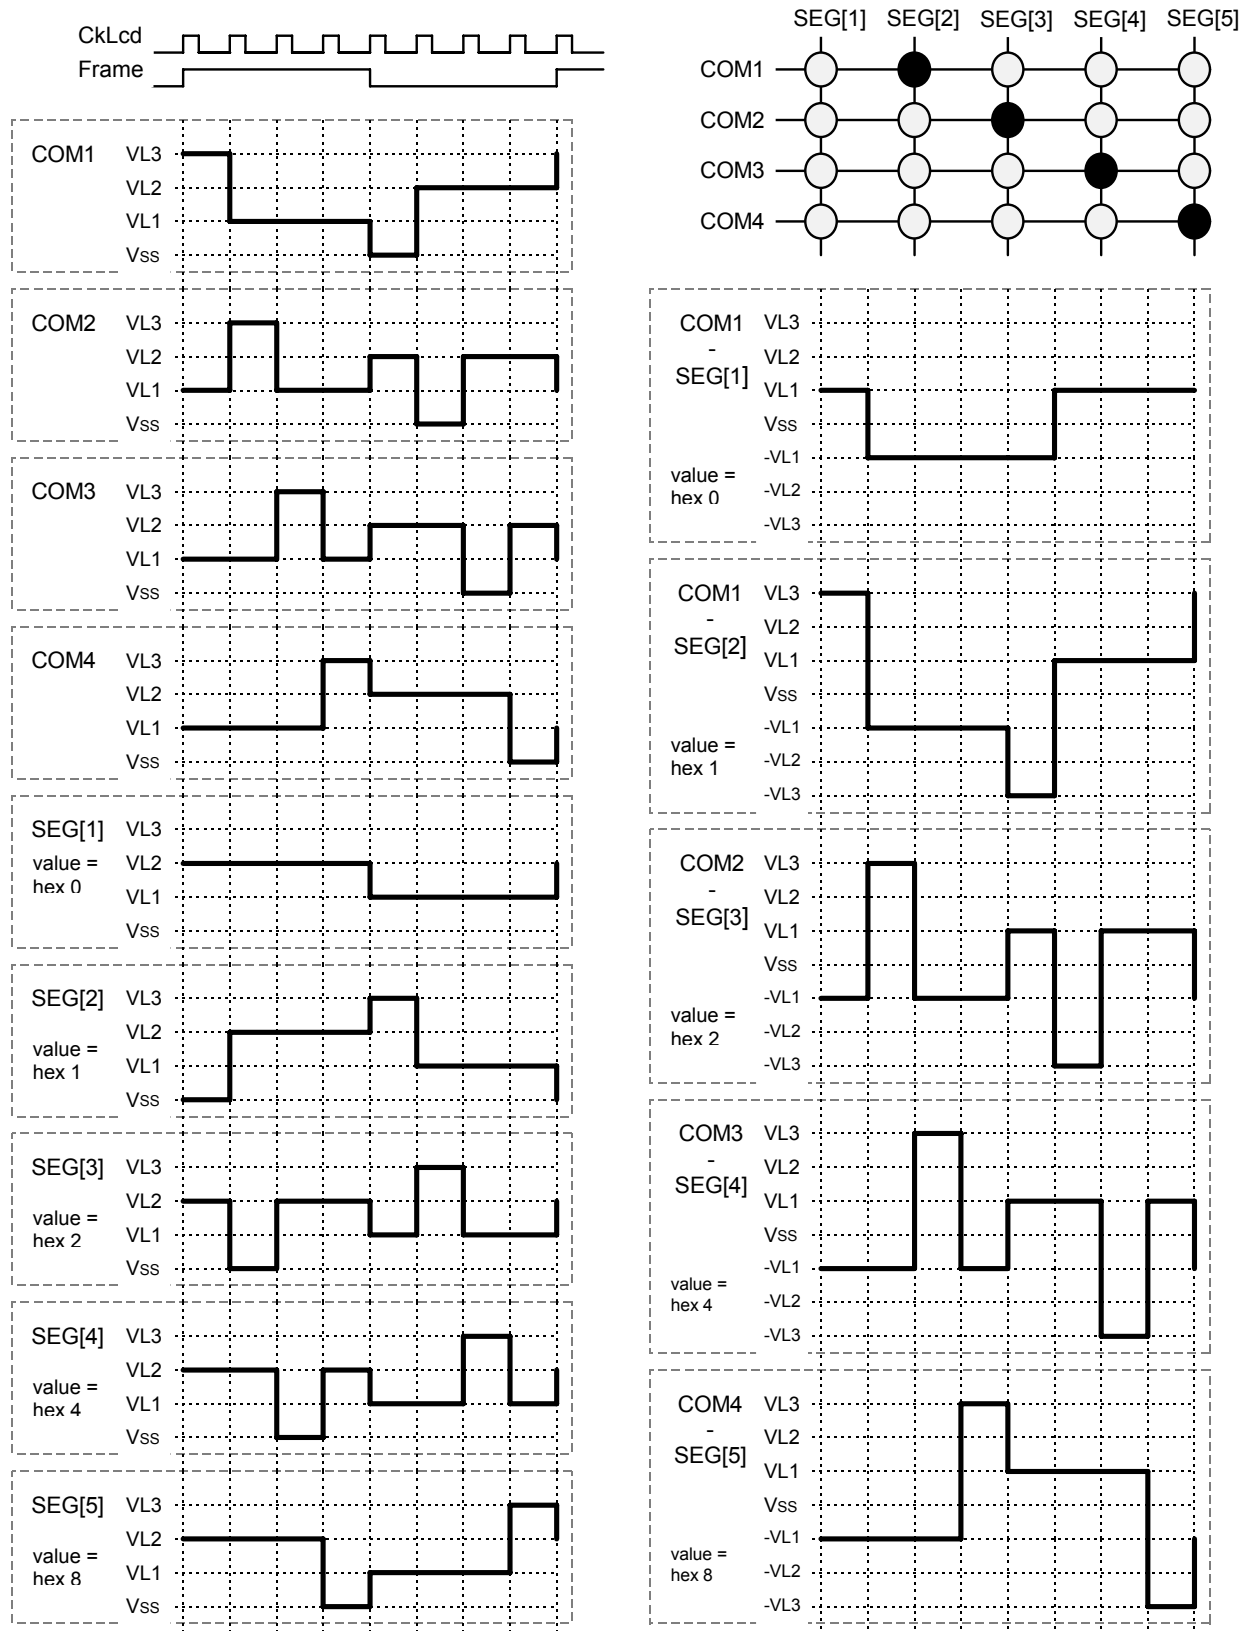 CkLcd
Frame
COM1
VL3
VL2
VL1
Vss
COM2
VL3
VL2
VL1
Vss
COM3
VL3
VL2
VL1
Vss
COM4
VL3
VL2
VL1
Vss
SEG[1]
value =
hex 0
VL3
VL2
VL1
Vss
SEG[2]
value =
hex 1
VL3
VL2
VL1
Vss
SEG[3]
value =
hex 2
VL3
VL2
VL1
Vss
SEG[4]
value =
hex 4
VL3
VL2
VL1
Vss
SEG[5]
value =
hex 8
VL3
VL2
VL1
Vss
SEG[1] SEG[2] SEG[3] SEG[4] SEG[5]
COM1
COM2
COM3
COM4
COM1
-
SEG[1]
value =
hex 0
VL3
VL2
VL1
Vss
-VL1
-VL2
-VL3
COM1
-
SEG[2]
value =
hex 1
VL3
VL2
VL1
Vss
-VL1
-VL2
-VL3
COM2
-
SEG[3]
value =
hex 2
VL3
VL2
VL1
Vss
-VL1
-VL2
-VL3
COM3
-
SEG[4]
value =
hex 4
VL3
VL2
VL1
Vss
-VL1
-VL2
-VL3
COM4
-
SEG[5]
value =
hex 8
VL3
VL2
VL1
Vss
-VL1
-VL2
-VL3